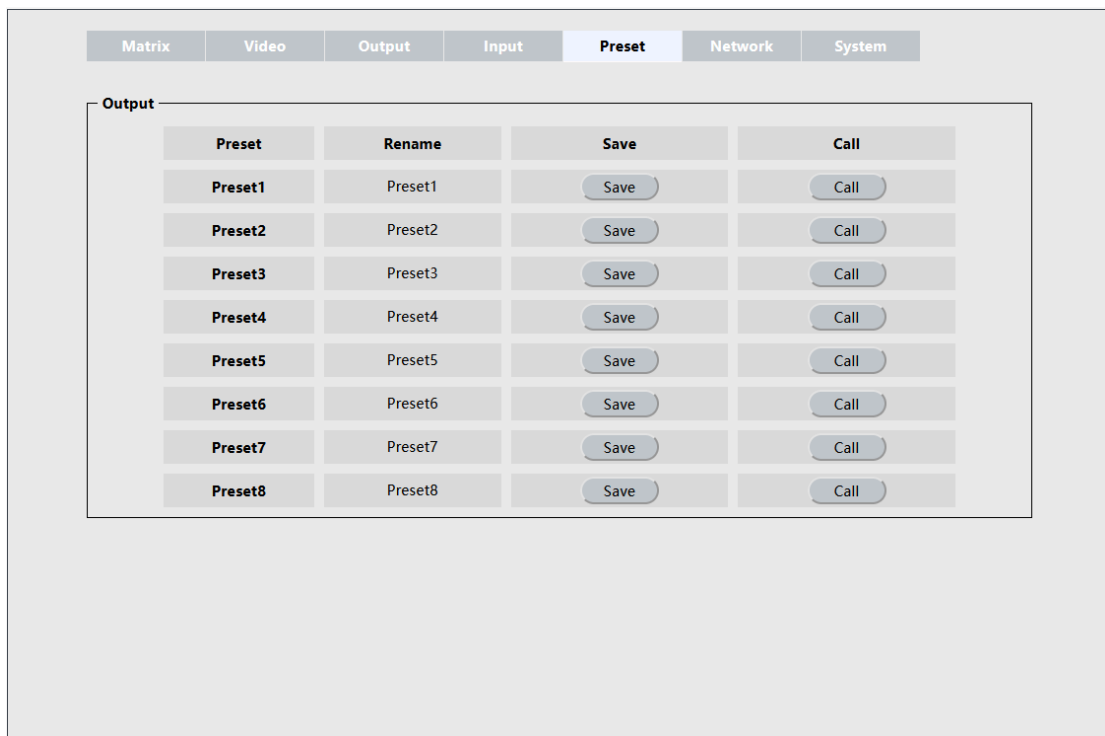 Matrix Video Output Input Preset Network System
Output
Preset Rename Save Call
Preset1 Preset1 Save Call
Preset2 Preset2 Save Call
Preset3 Preset3 Save Call
Preset4 Preset4 Save Call
Preset5 Preset5 Save Call
Preset6 Preset6 Save Call
Preset7 Preset7 Save Call
Preset8 Preset8 Save Call